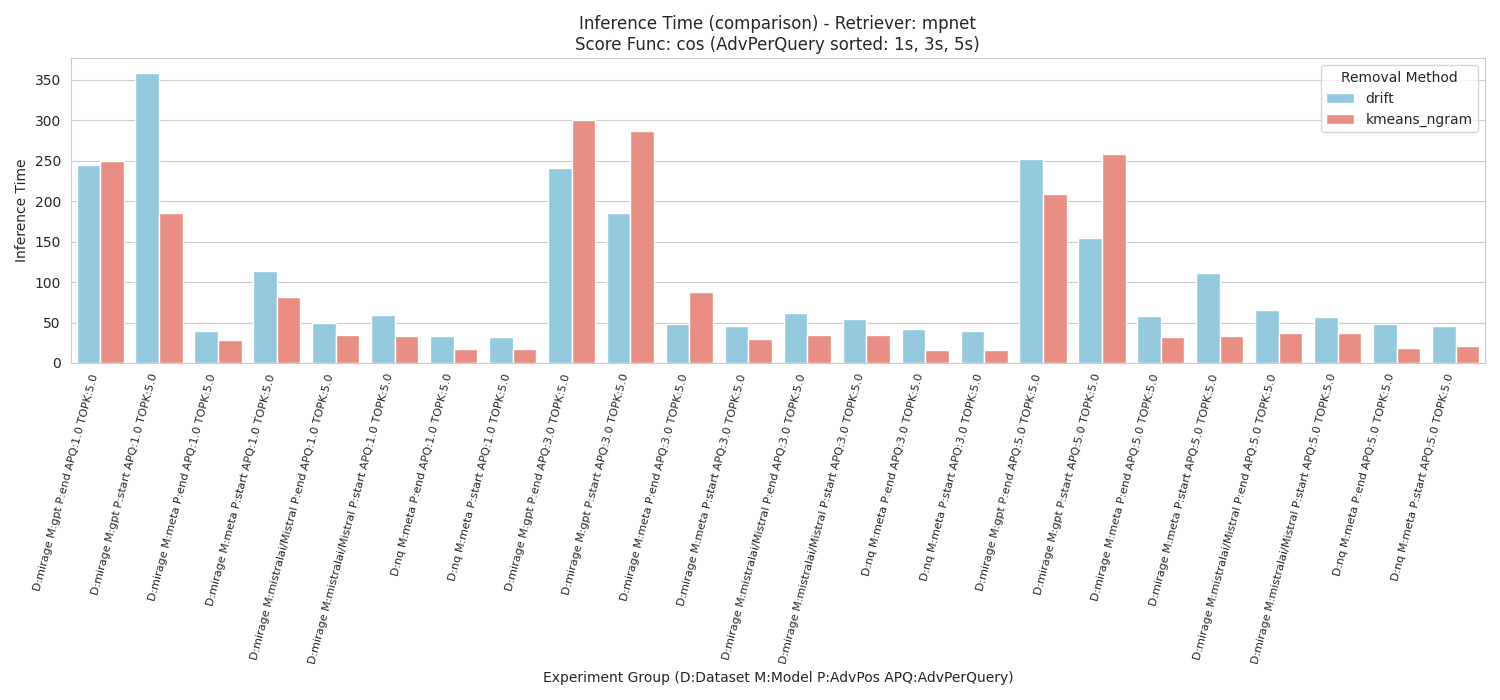 Inference Time (comparison) - Retriever: mpnet
Score Func: cos (AdvPerQuery sorted: 1s, 3s, 5s)
Removal Method
drift
kmeans_ngram
Inference Time
350
300
250
200
150
100
50
0
D:mirage M:gpt P:end APQ:1.0 TOPK:5.0
D:mirage M:gpt P:start APQ:1.0 TOPK:5.0
D:mirage M:meta P:end APQ:1.0 TOPK:5.0
D:mirage M:meta P:start APQ:1.0 TOPK:5.0
D:mirage M:mistralai/Mistral P:end APQ:1.0 TOPK:5.0
D:mirage M:mistralai/Mistral P:start APQ:1.0 TOPK:5.0
D:nq M:meta P:end APQ:1.0 TOPK:5.0
D:nq M:meta P:start APQ:1.0 TOPK:5.0
D:mirage M:gpt P:end APQ:3.0 TOPK:5.0
D:mirage M:gpt P:start APQ:3.0 TOPK:5.0
D:mirage M:meta P:end APQ:3.0 TOPK:5.0
D:mirage M:meta P:start APQ:3.0 TOPK:5.0
D:mirage M:mistralai/Mistral P:end APQ:3.0 TOPK:5.0
D:mirage M:mistralai/Mistral P:start APQ:3.0 TOPK:5.0
D:nq M:meta P:end APQ:3.0 TOPK:5.0
D:nq M:meta P:start APQ:3.0 TOPK:5.0
D:mirage M:gpt P:end APQ:5.0 TOPK:5.0
D:mirage M:gpt P:start APQ:5.0 TOPK:5.0
D:mirage M:meta P:end APQ:5.0 TOPK:5.0
D:mirage M:meta P:start APQ:5.0 TOPK:5.0
D:mirage M:mistralai/Mistral P:end APQ:5.0 TOPK:5.0
D:mirage M:mistralai/Mistral P:start APQ:5.0 TOPK:5.0
D:nq M:meta P:end APQ:5.0 TOPK:5.0
D:nq M:meta P:start APQ:5.0 TOPK:5.0
Experiment Group (D:Dataset M:Model P:AdvPos APQ:AdvPerQuery)